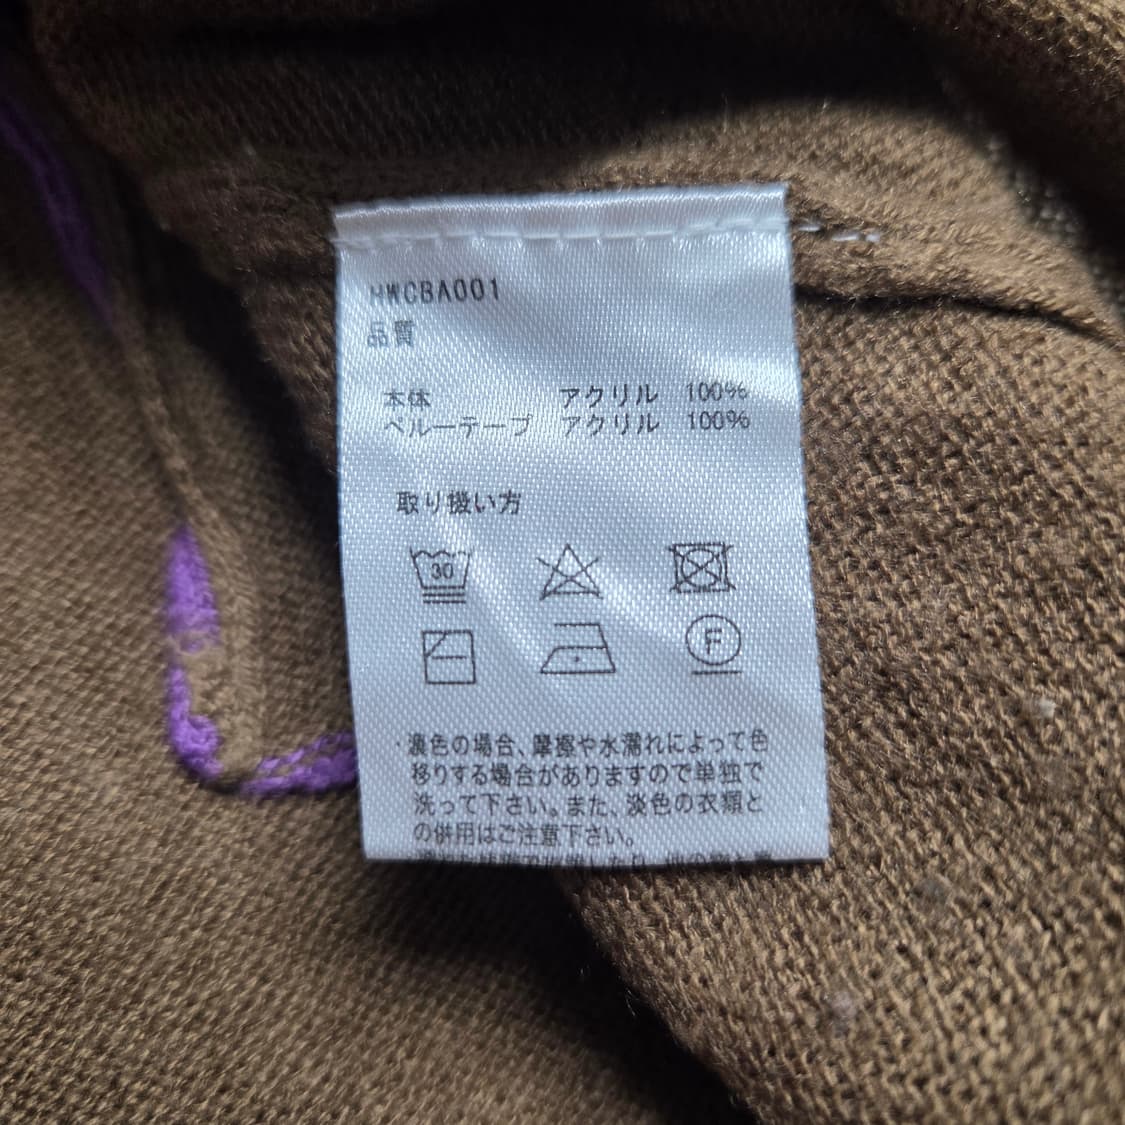 HWCBA001
品質
本体 アクリル 100%
ベルーテープ アクリル 100%
取り扱い方
30
F
・濃色の場合、摩擦や水濡れによって色
移りする場合がありますので単独で
洗って下さい。また、淡色の衣類と
の併用はご注意下さい。